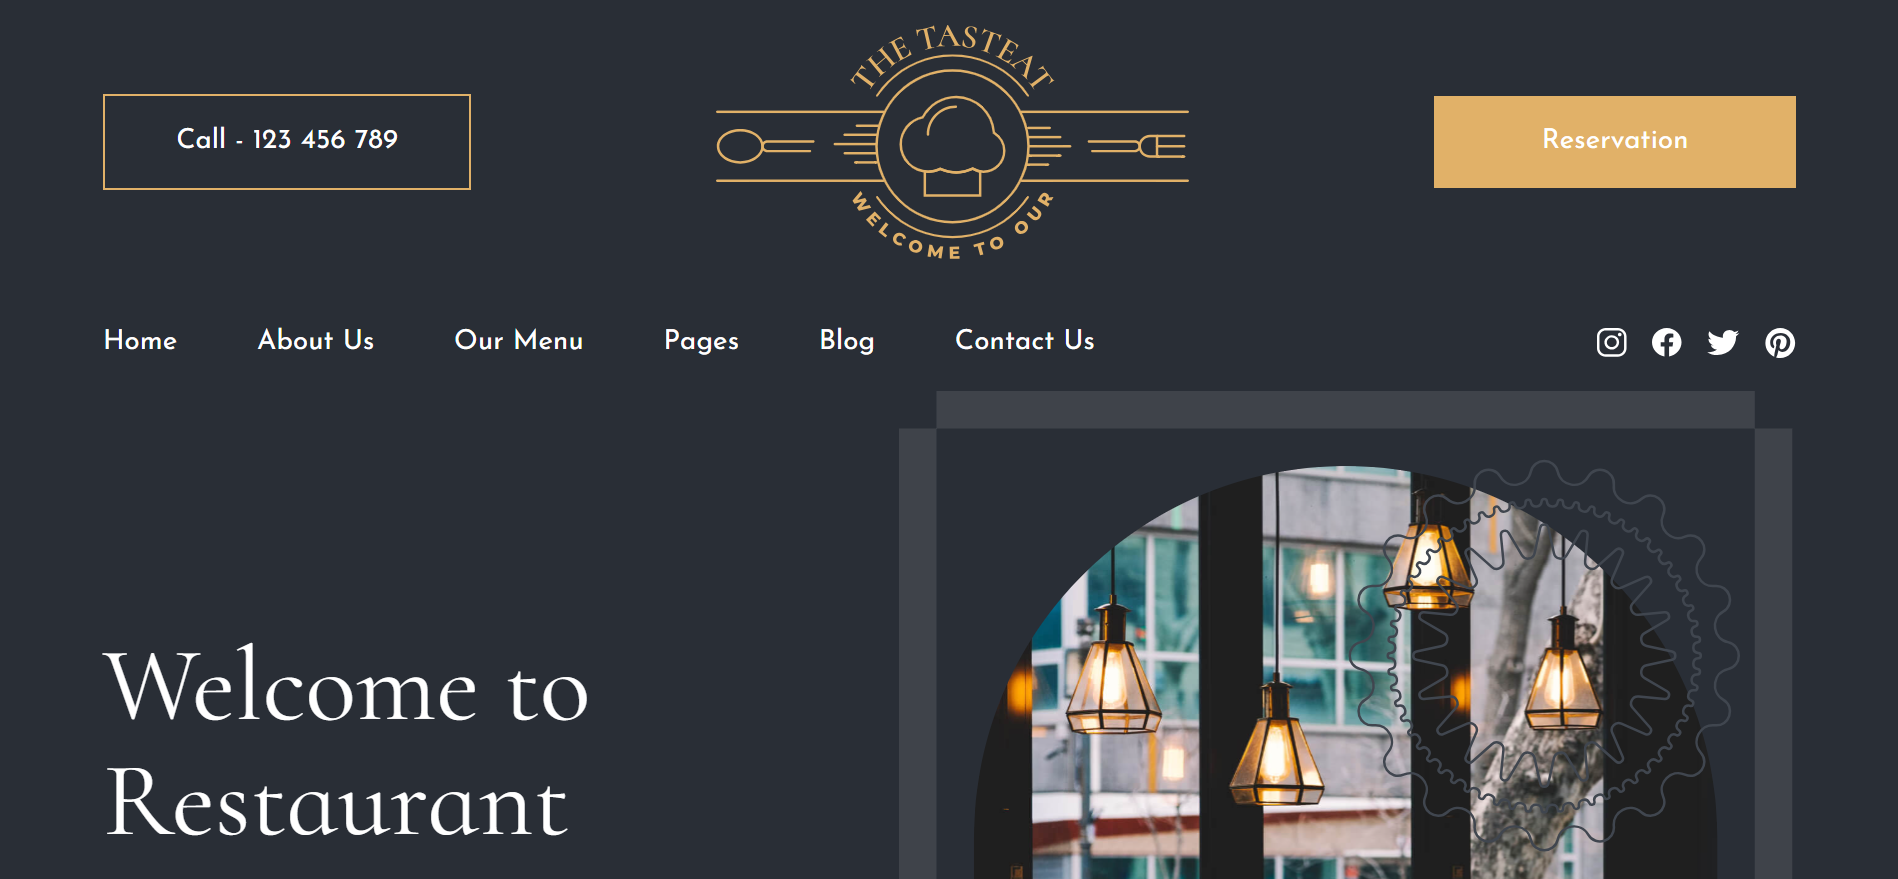 THE TASTEAT
Call - 123 456 789
Reservation
WELCOME TO OUR
Home
About Us
Our Menu
Pages
Blog
Contact Us
Welcome to
Restaurant